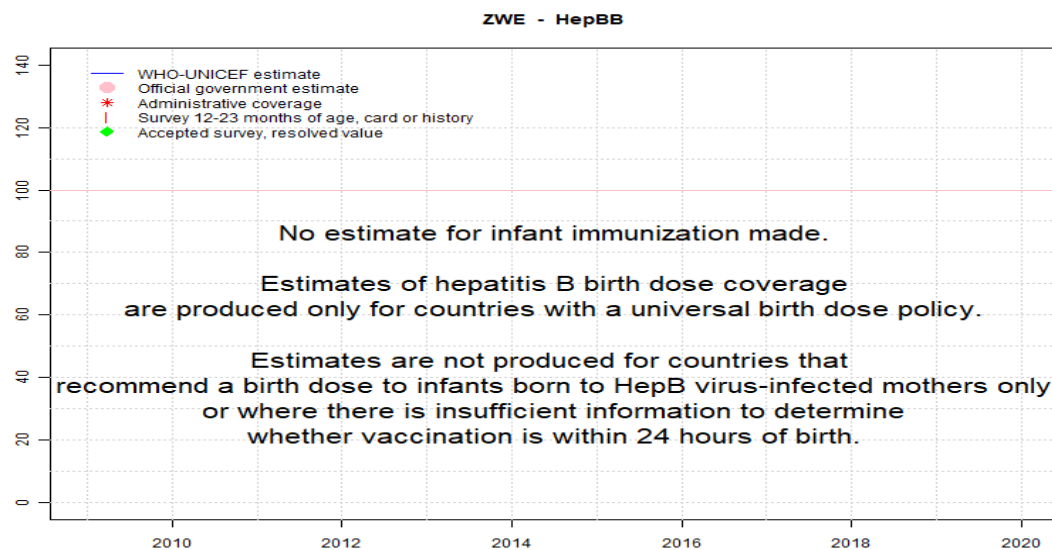 ZWE - HepBB
140
120
100
80
60
40
20
0
WHO-UNICEF estimate
Official government estimate
Administrative coverage
Survey 12-23 months of age, card or history
Accepted survey, resolved value
No estimate for infant immunization made.
Estimates of hepatitis B birth dose coverage
are produced only for countries with a universal birth dose policy.
Estimates are not produced for countries that
recommend a birth dose to infants born to HepB virus-infected mothers only
or where there is insufficient information to determine
whether vaccination is within 24 hours of birth.
2010 2012 2014 2016 2018 2020